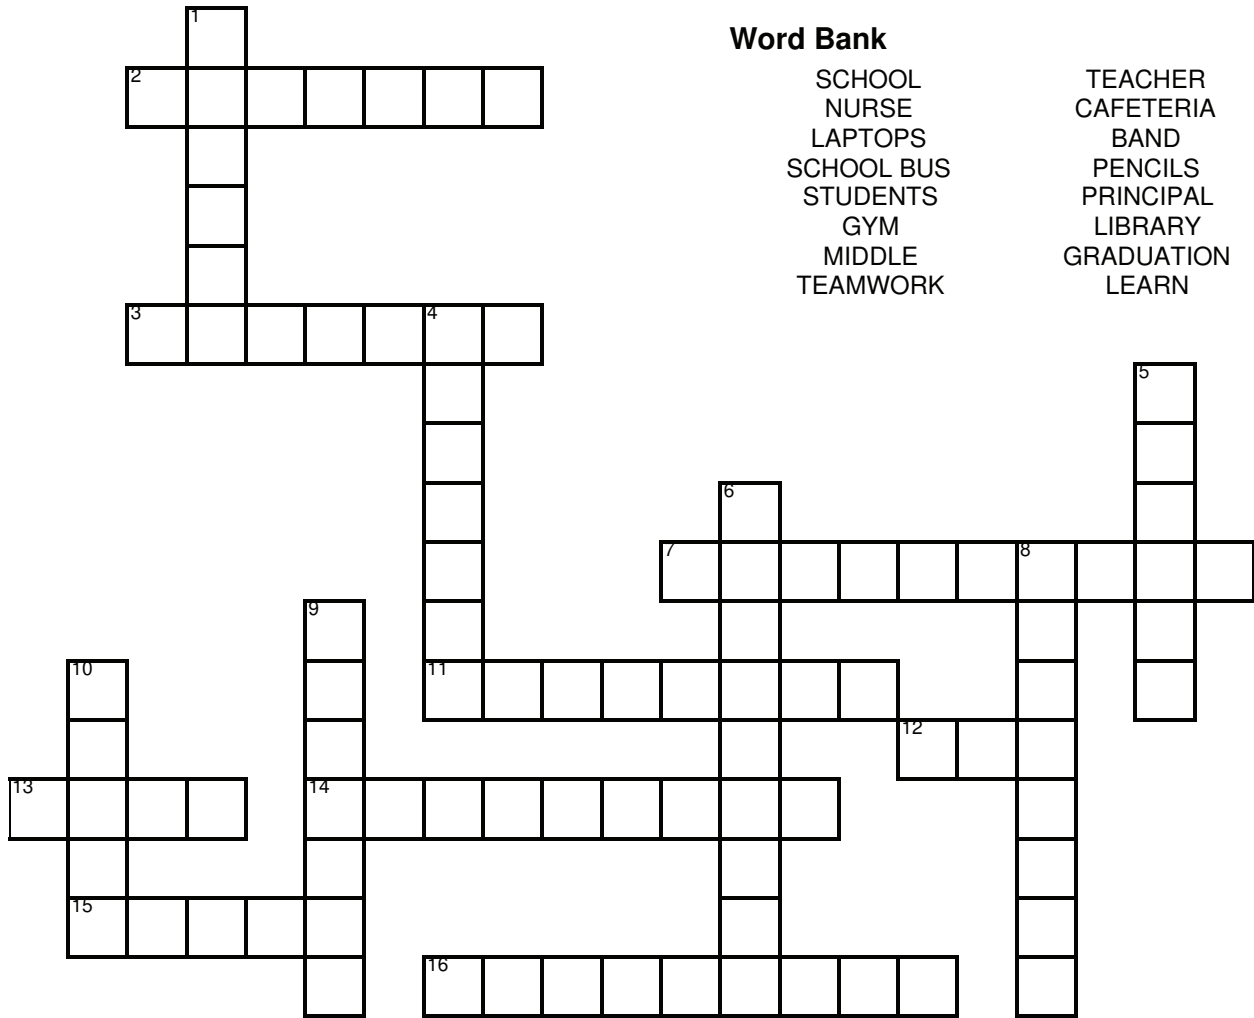 1
Word Bank
2
SCHOOL TEACHER
NURSE CAFETERIA
LAPTOPS BAND
SCHOOL BUS PENCILS
STUDENTS PRINCIPAL
GYM LIBRARY
MIDDLE GRADUATION
TEAMWORK LEARN
3 4
5
6
7 8
9
10 11
12
13 14
15
16